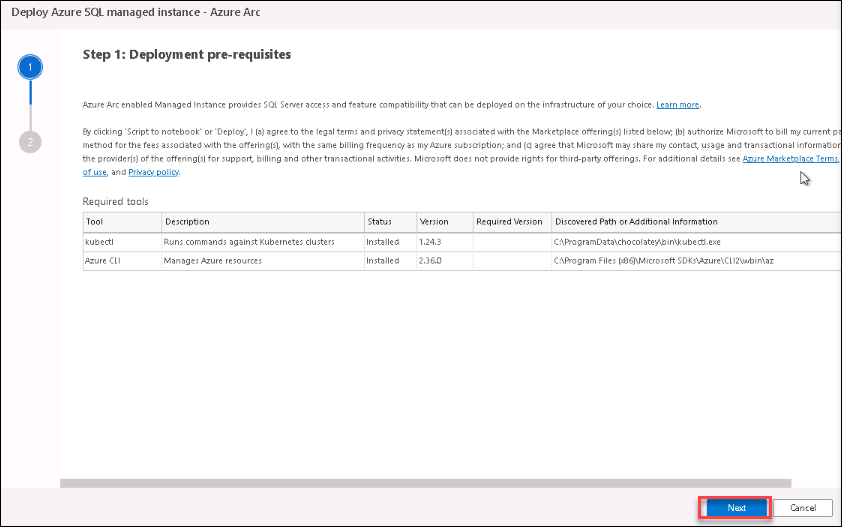 Deploy Azure SQL managed instance - Azure Arc
1
2
Step 1: Deployment pre-requisites
Azure Arc enabled Managed Instance provides SQL Server access and feature compatibility that can be deployed on the infrastructure of your choice. Learn more.
By clicking 'Script to notebook' or 'Deploy', I (a) agree to the legal terms and privacy statement(s) associated with the Marketplace offering(s) listed below; (b) authorize Microsoft to bill my current pa
method for the fees associated with the offering(s), with the same billing frequency as my Azure subscription; and (c) agree that Microsoft may share my contact, usage and transactional information
the provider(s) of the offering(s) for support, billing and other transactional activities. Microsoft does not provide rights for third-party offerings. For additional details see Azure Marketplace Terms,
of use, and Privacy policy.
Required tools
Tool Description Status Version Required Version Discovered Path or Additional Information
kubectl Runs commands against Kubernetes clusters Installed 1.24.3 C:\ProgramData\chocolatey\bin\kubectl.exe
Azure CLI Manages Azure resources Installed 2.36.0 C:\Program Files (x86)\Microsoft SDKs\Azure\CLI2\wbin\az
Next Cancel